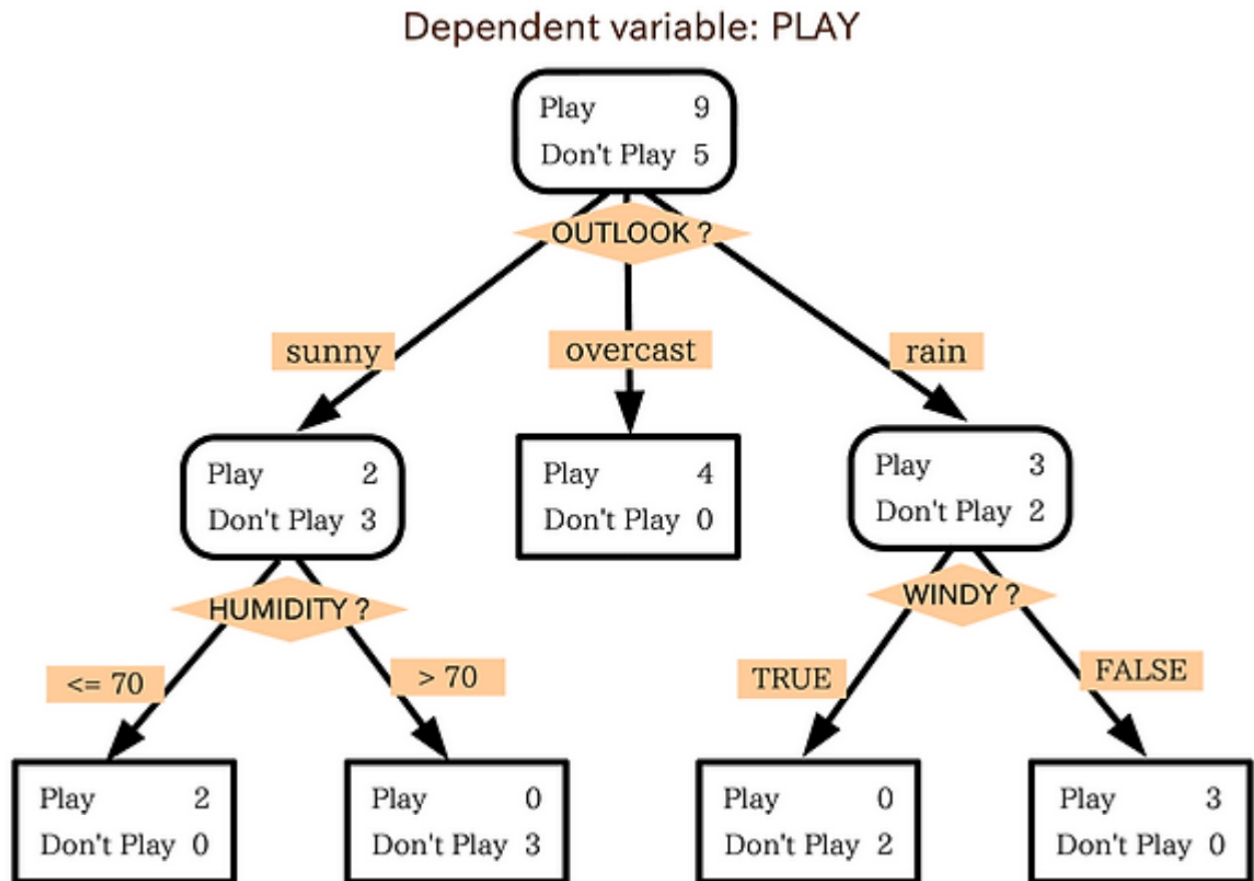 Dependent variable: PLAY
Play 9
Don't Play 5
OUTLOOK ?
sunny
overcast
rain
Play 2
Don't Play 3
Play 4
Don't Play 0
Play 3
Don't Play 2
HUMIDITY ?
WINDY ?
<= 70
> 70
TRUE
FALSE
Play 2
Don't Play 0
Play 0
Don't Play 3
Play 0
Don't Play 2
Play 3
Don't Play 0